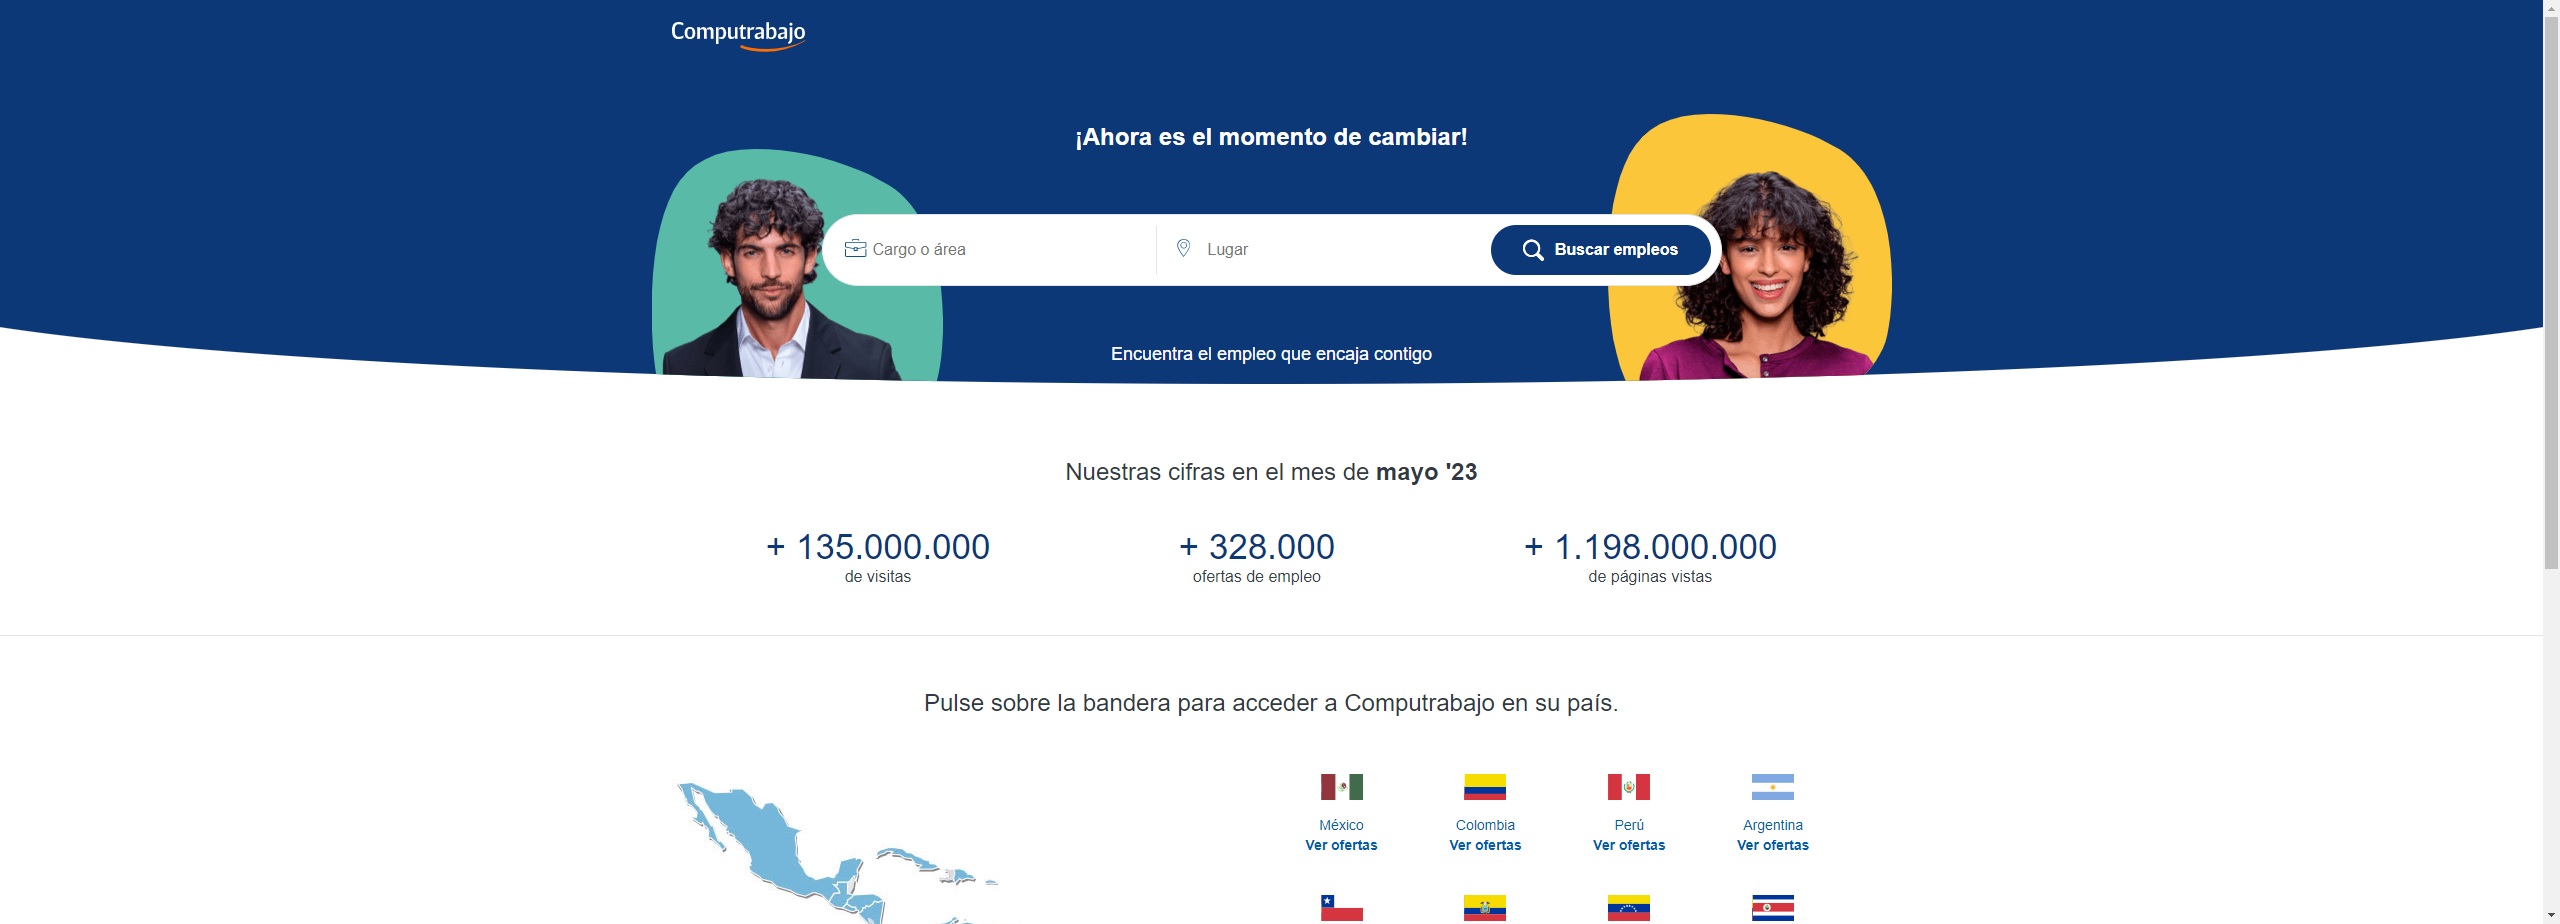 Computrabajo
¡Ahora es el momento de cambiar!
Cargo o área
Lugar
Buscar empleos
Encuentra el empleo que encaja contigo
Nuestras cifras en el mes de mayo '23
+ 135.000.000
de visitas
+ 328.000
ofertas de empleo
+ 1.198.000.000
de páginas vistas
Pulse sobre la bandera para acceder a Computrabajo en su país.
México
Ver ofertas
Colombia
Ver ofertas
Perú
Ver ofertas
Argentina
Ver ofertas